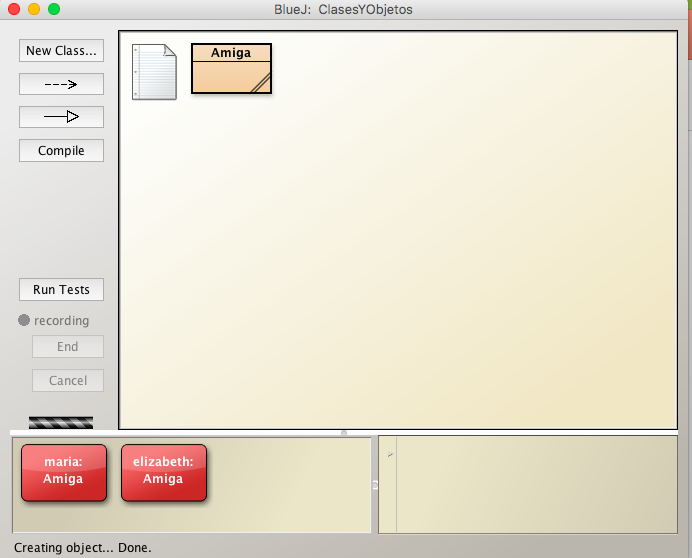 BlueJ: ClasesYObjetos
New Class...
Compile
Run Tests
recording
End
Cancel
Amiga
maria:
Amiga
elizabeth:
Amiga
Creating object... Done.